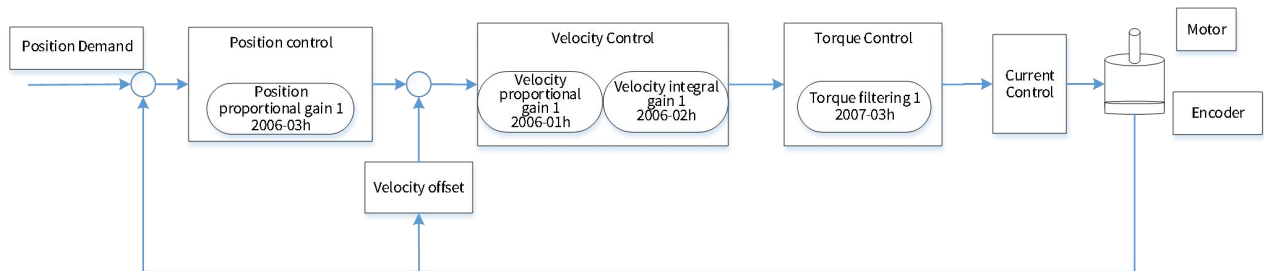 Position Demand
Position control
Position
proportional gain 1
2006-03h
Velocity offset
Velocity Control
Velocity
proportional
gain 1
2006-01h
Velocity integral
gain 1
2006-02h
Torque Control
Torque filtering 1
2007-03h
Current
Control
Motor
Encoder